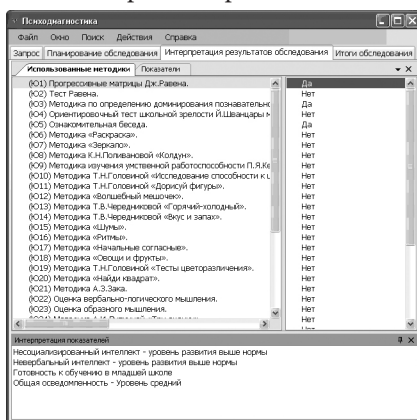 Психодиагностика
Файл Окно Поиск Действия Справка
Запрос Планирование обследования Интерпретация результатов обследования Итоги обследования
Использованные методики Показатели
(Ю1) Прогрессивные матрицы Дж.Равена. Да
(Ю2) Тест Равена. Нет
(Ю3) Методика по определению доминирования познавательно Да
(Ю4) Ориентировочный тест школьной зрелости Й.Шванцары м Нет
(Ю5) Ознакомительная беседа. Да
(Ю6) Методика «Раскраска». Нет
(Ю7) Методика «Зеркало». Нет
(Ю8) Методика К.Н.Поливановой «Колдун». Нет
(Ю9) Методика изучения умственной работоспособности П.Я.Ке Нет
(Ю10) Методика Т.Н.Головиной «Исследование способности к ц Нет
(Ю11) Методика Т.Н.Головиной «Дорисуй фигуры». Нет
(Ю12) Методика «Волшебный мешочек». Нет
(Ю13) Методика Т.В.Чередниковой «Горячий-холодный». Нет
(Ю14) Методика Т.В.Чередниковой «Вкус и запах». Нет
(Ю15) Методика «Шумы». Нет
(Ю16) Методика «Ритмы». Нет
(Ю17) Методика «Начальные согласные». Нет
(Ю18) Методика «Овощи и фрукты». Нет
(Ю19) Методика Т.Н.Головиной «Тесты цветоразличения». Нет
(Ю20) Методика «Найди квадрат». Нет
(Ю21) Методика А.З.Зака. Нет
(Ю22) Оценка вербально-логического мышления. Нет
(Ю23) Оценка образного мышления. Нет
Нет
Интерпретация показателей
Несоциализированный интеллект - уровень развития выше нормы
Невербальный интеллект - уровень развития выше нормы
Готовность к обучению в младшей школе
Общая осведомленность - Уровень средний